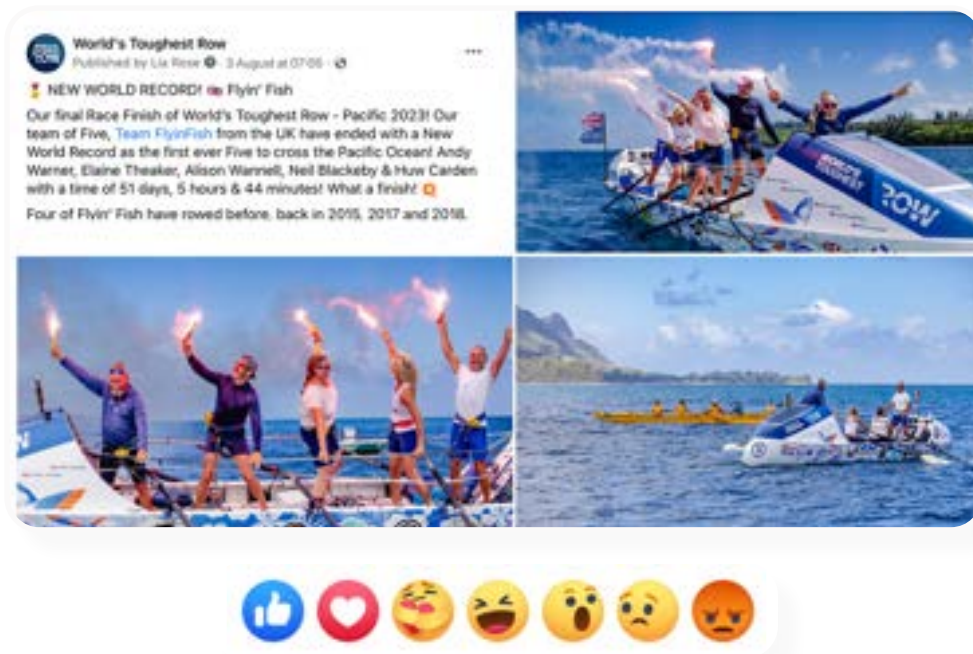 World's Toughest Row
Published by Lia Rose · 3 August at 07:05 ·
NEW WORLD RECORD! Flyin' Fish
Our final Race Finish of World's Toughest Row - Pacific 2023! Our
team of Five, Team FlyinFish from the UK have ended with a New
World Record as the first ever Five to cross the Pacific Ocean! Andy
Warner, Elaine Theaker, Alison Wannell, Neil Blackeby & Huw Carden
with a time of 51 days, 5 hours & 44 minutes! What a finish!
Four of Flyin' Fish have rowed before, back in 2015, 2017 and 2018.
WORLD'S
TOUGHEST
ROW